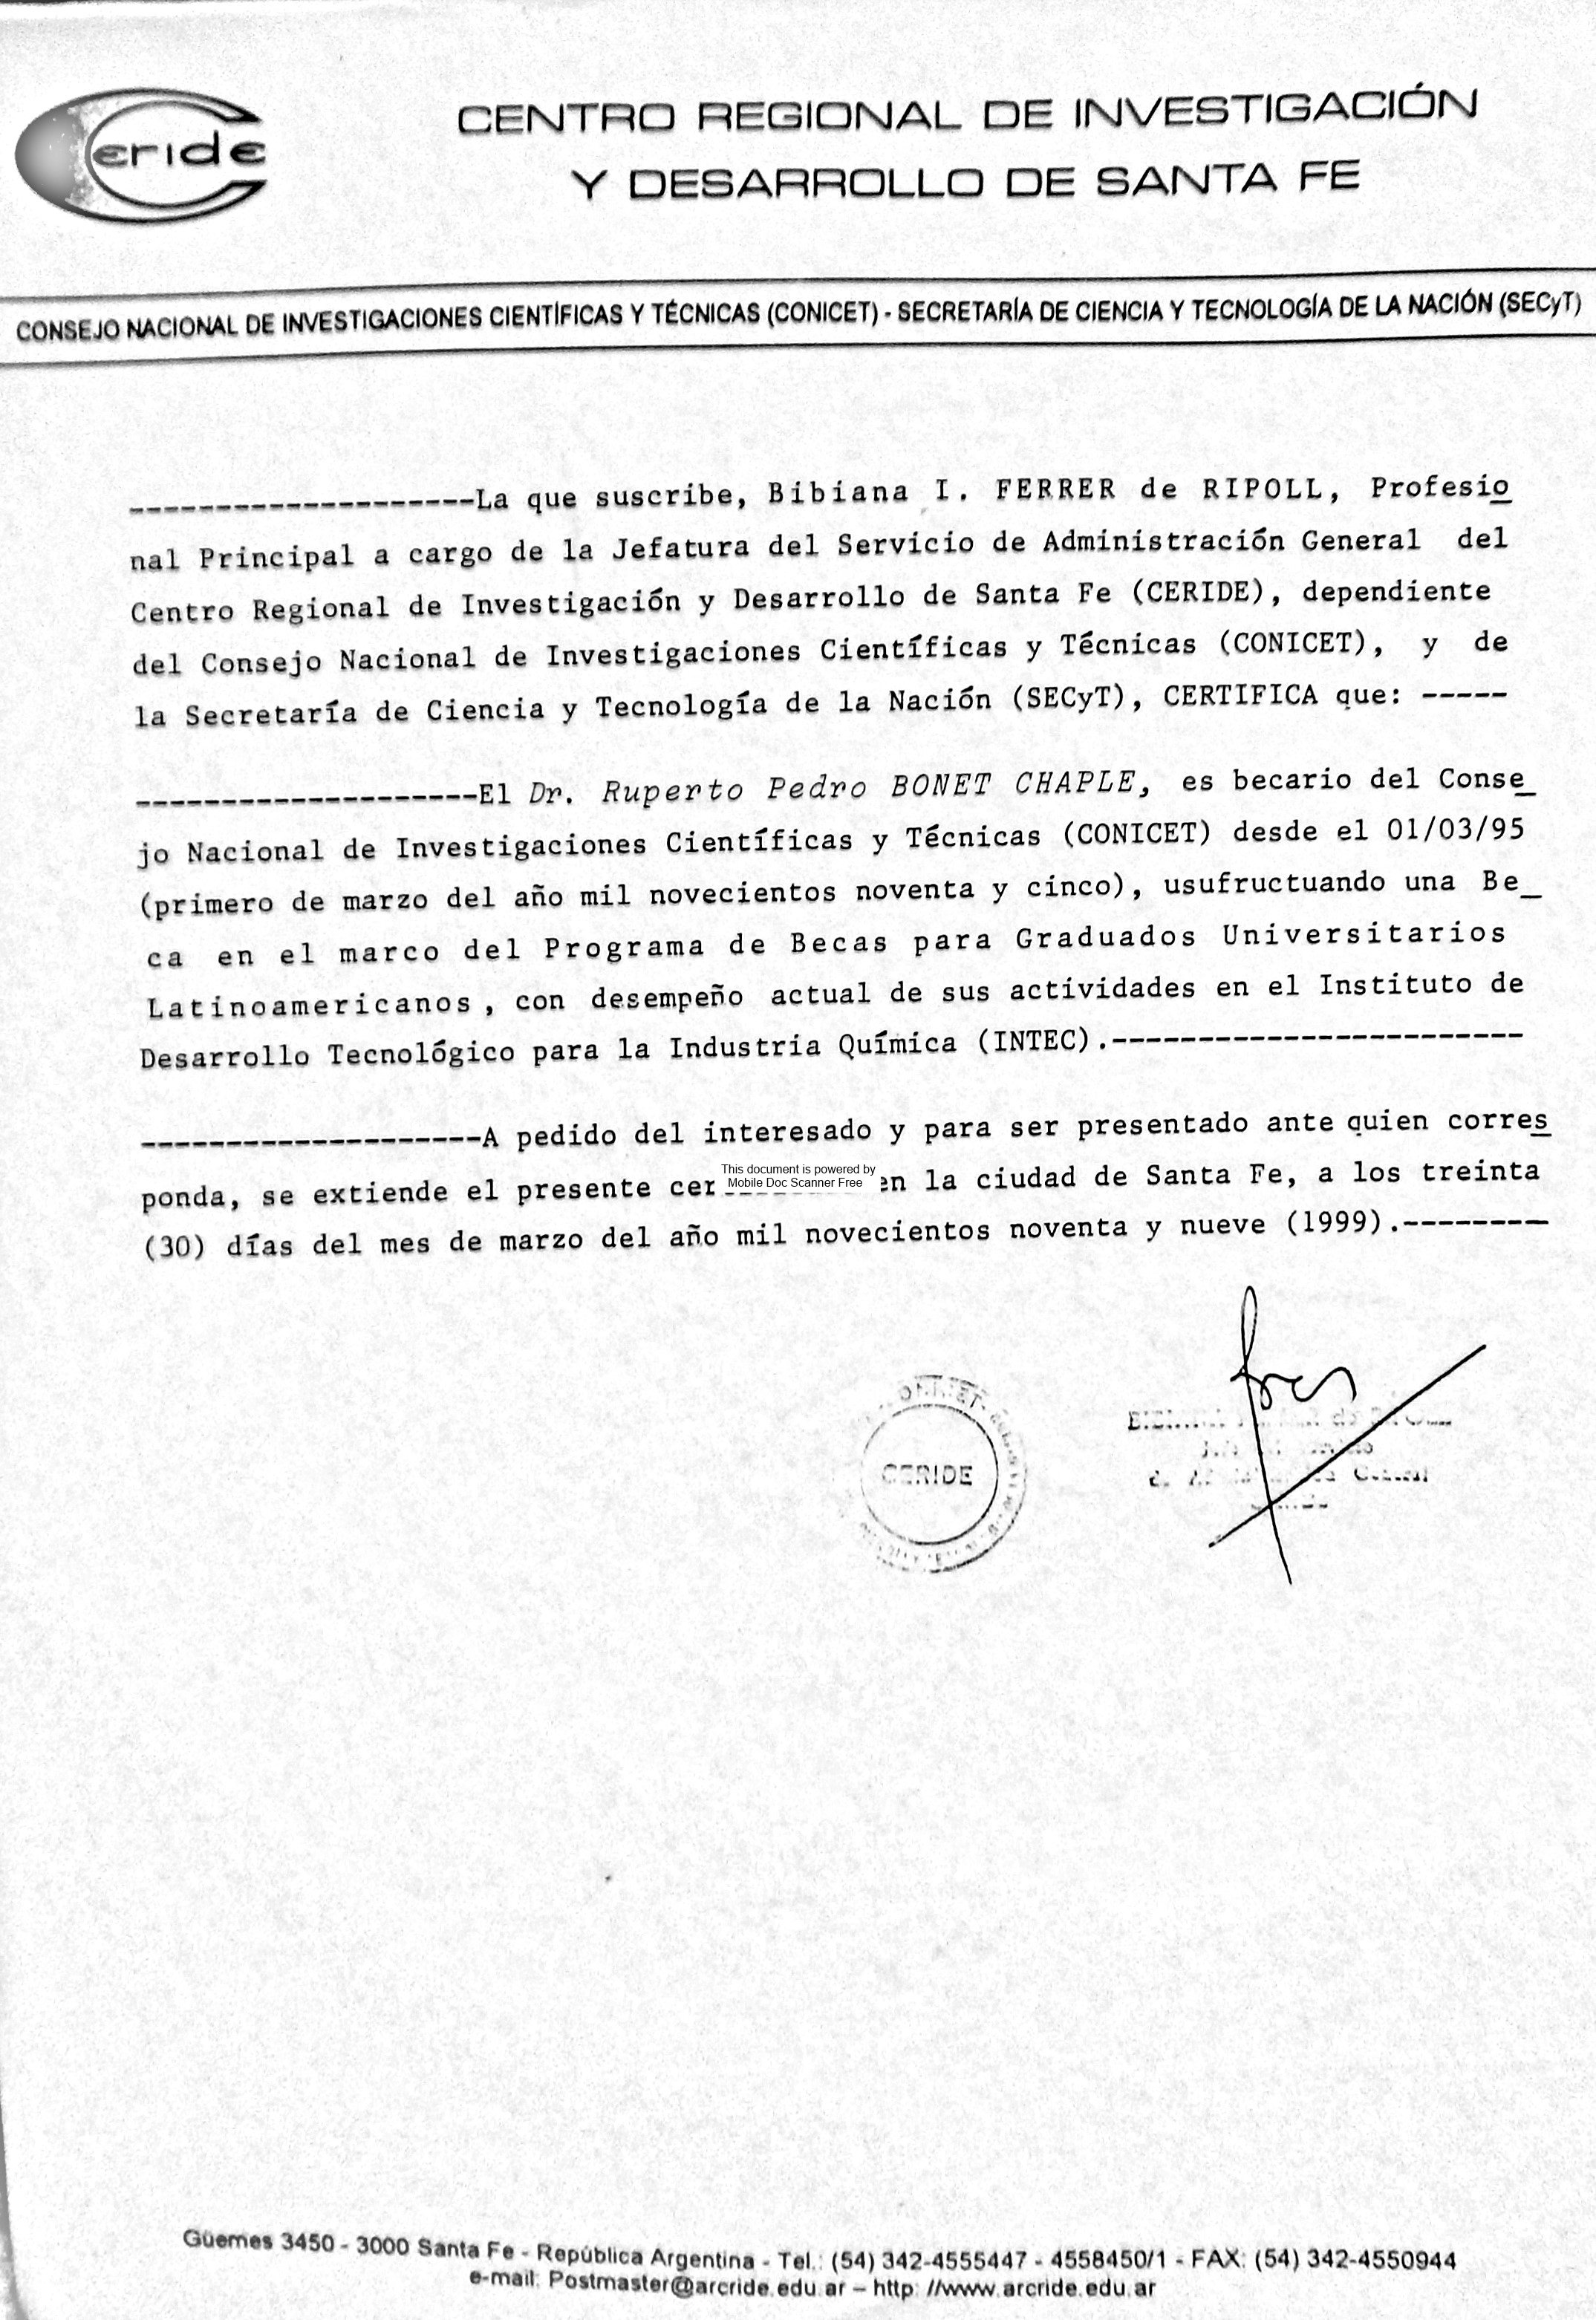 Ceride
CENTRO REGIONAL DE INVESTIGACIÓN
Y DESARROLLO DE SANTA FE
CONSEJO NACIONAL DE INVESTIGACIONES CIENTÍFICAS Y TÉCNICAS (CONICET) - SECRETARÍA DE CIENCIA Y TECNOLOGÍA DE LA NACIÓN (SECyT)
-------------------La que suscribe, Bibiana I. FERRER de RIPOLL, Profesio
nal Principal a cargo de la Jefatura del Servicio de Administración General del
Centro Regional de Investigación y Desarrollo de Santa Fe (CERIDE), dependiente
del Consejo Nacional de Investigaciones Científicas y Técnicas (CONICET), y de
la Secretaría de Ciencia y Tecnología de la Nación (SECyT), CERTIFICA que: -----
-------------------El Dr. Ruperto Pedro BONET CHAPLE, es becario del Conse_
jo Nacional de Investigaciones Científicas y Técnicas (CONICET) desde el 01/03/95
(primero de marzo del año mil novecientos noventa y cinco), usufructuando una Be_
ca en el marco del Programa de Becas para Graduados Universitarios
Latinoamericanos, con desempeño actual de sus actividades en el Instituto de
Desarrollo Tecnológico para la Industria Química (INTEC).-----------------------
-------------------A pedido del interesado y para ser presentado ante quien corres
ponda, se extiende el presente cer en la ciudad de Santa Fe, a los treinta
This document is powered by
Mobile Doc Scanner Free
(30) días del mes de marzo del año mil novecientos noventa y nueve (1999).--------
CERIDE
Güemes 3450 - 3000 Santa Fe - República Argentina - Tel.: (54) 342-4555447 - 4558450/1 - FAX: (54) 342-4550944
e-mail: Postmaster@arcride.edu.ar – http: //www.arcride.edu.ar